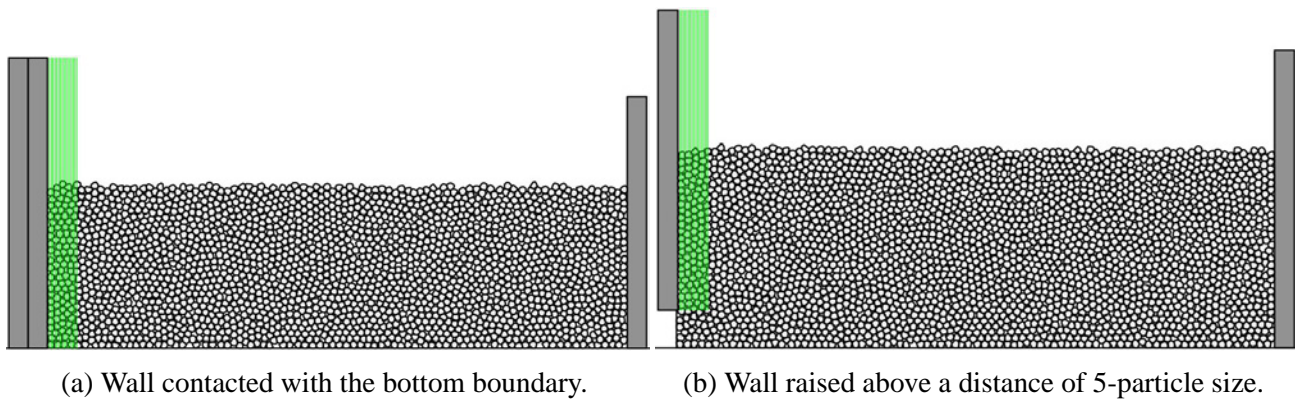 (a) Wall contacted with the bottom boundary.
(b) Wall raised above a distance of 5-particle size.